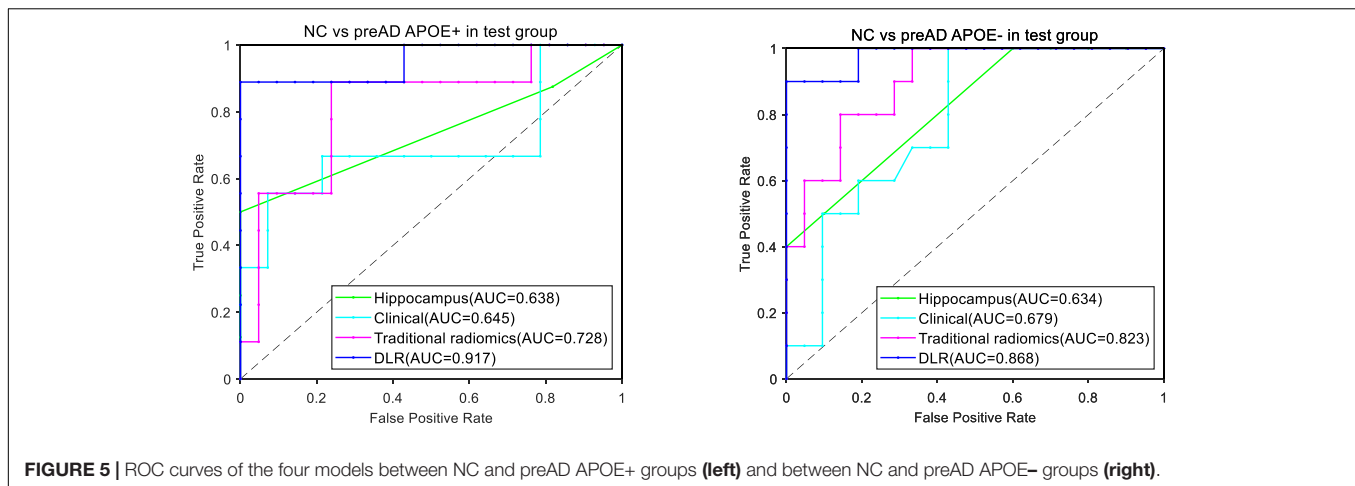 NC vs preAD APOE+ in test group
True Positive Rate
1
0.8
0.6
0.4
0.2
0
Hippocampus(AUC=0.638)
Clinical(AUC=0.645)
Traditional radiomics(AUC=0.728)
DLR(AUC=0.917)
0
0.2
0.4
0.6
0.8
1
False Positive Rate
NC vs preAD APOE- in test group
True Positive Rate
1
0.8
0.6
0.4
0.2
0
Hippocampus(AUC=0.634)
Clinical(AUC=0.679)
Traditional radiomics(AUC=0.823)
DLR(AUC=0.868)
0
0.2
0.4
0.6
0.8
1
False Positive Rate
FIGURE 5 | ROC curves of the four models between NC and preAD APOE+ groups (left) and between NC and preAD APOE– groups (right).